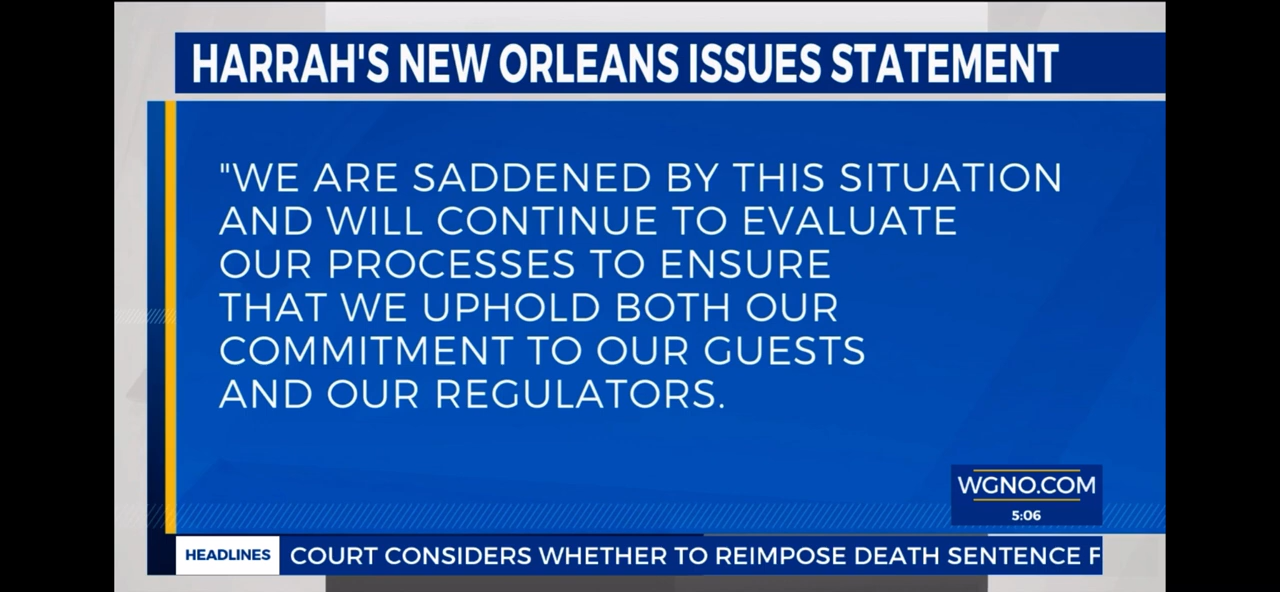 HARRAH'S NEW ORLEANS ISSUES STATEMENT
"WE ARE SADDENED BY THIS SITUATION
AND WILL CONTINUE TO EVALUATE
OUR PROCESSES TO ENSURE
THAT WE UPHOLD BOTH OUR
COMMITMENT TO OUR GUESTS
AND OUR REGULATORS.
WGNO.COM
5:06
HEADLINES COURT CONSIDERS WHETHER TO REIMPOSE DEATH SENTENCE F